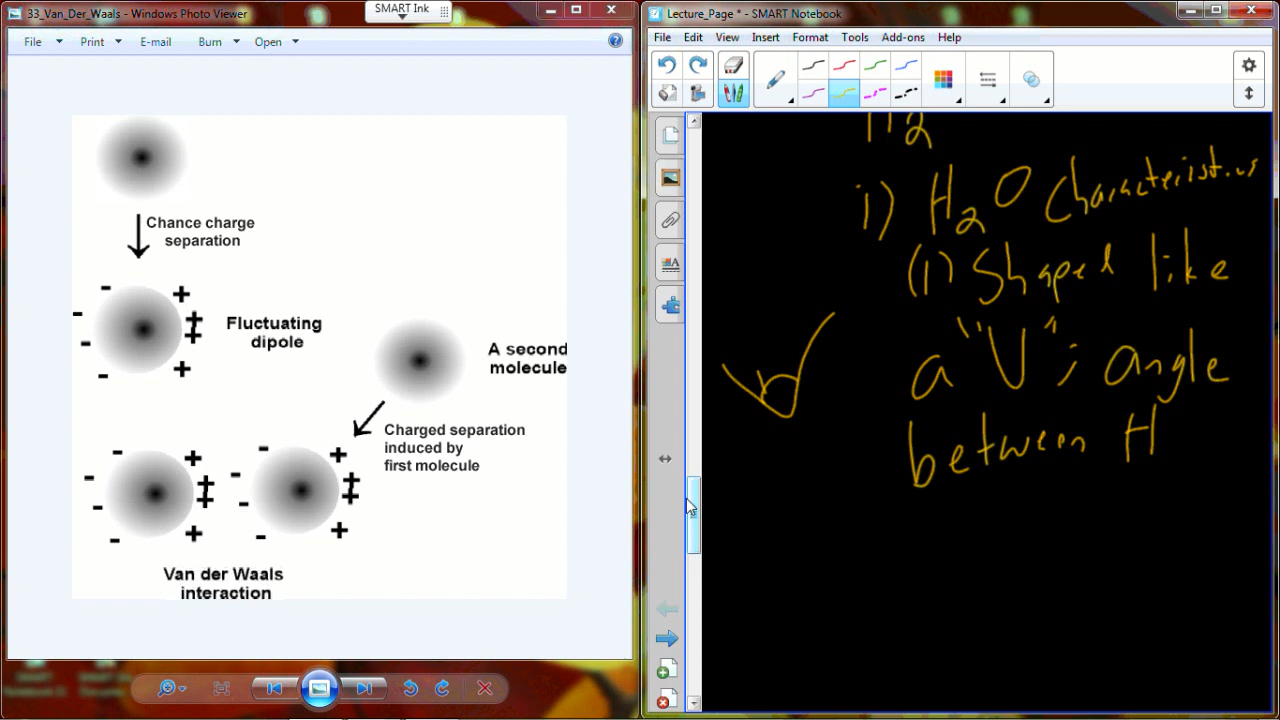 33_Van_Der_Waals - Windows Photo Viewer
SMART Ink
File Print E-mail Burn Open
Chance charge
separation
Fluctuating
dipole
A second
molecule
Charged separation
induced by
first molecule
Van der Waals
interaction
Lecture_Page * - SMART Notebook
File Edit View Insert Format Tools Add-ons Help
i) H2O Characteristics
(1) Shaped like
a "V"; angle
between H